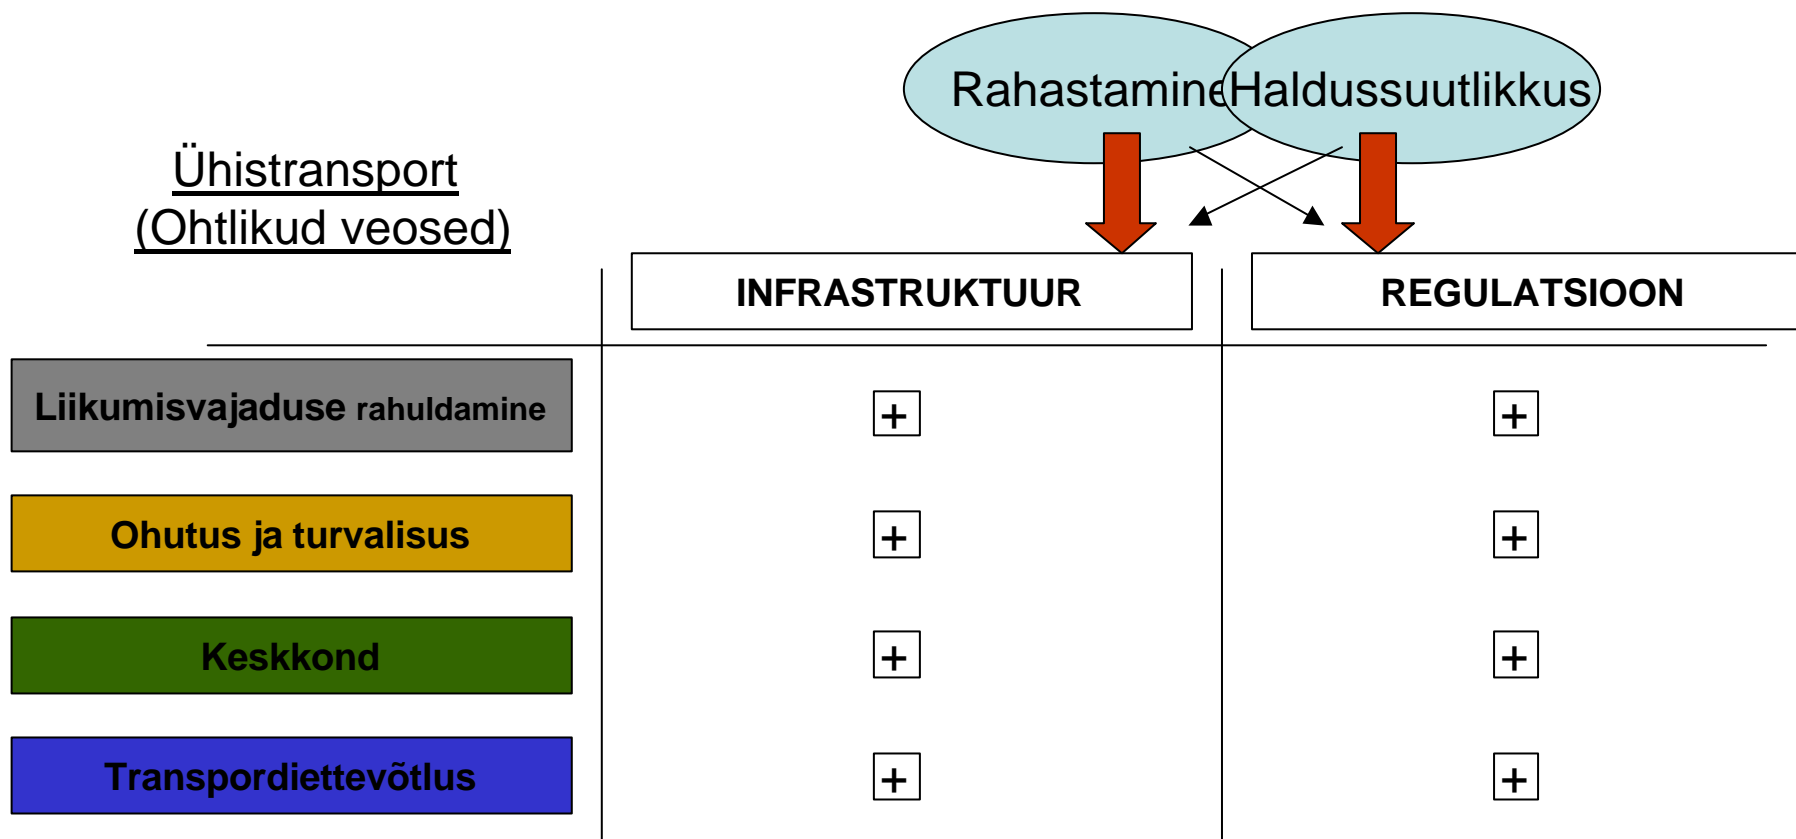 Rahastamine Haldussuutlikkus
Ühistransport
(Ohtlikud veosed)
INFRASTRUKTUUR REGULATSIOON
Liikumisvajaduse rahuldamine + +
Ohutus ja turvalisus + +
Keskkond + +
Transpordiettevõtlus + +